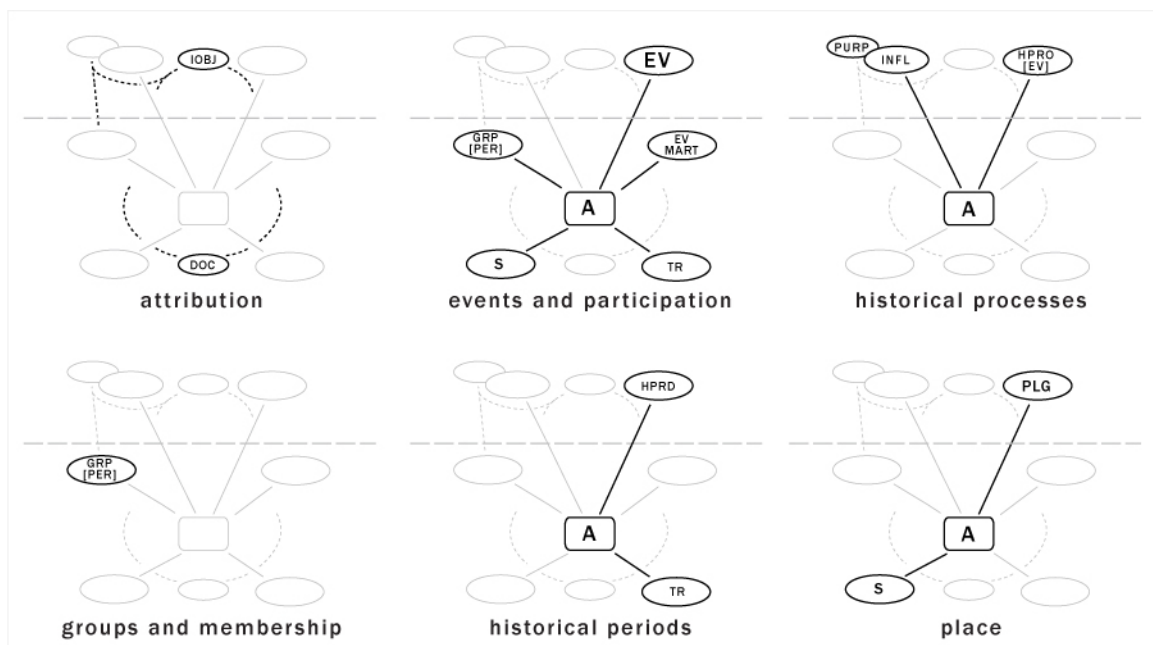 IOBJ
DOC
attribution
EV
GRP
[PER]
EV
MART
A
S
TR
events and participation
PURP
INFL
HPRO
[EV]
A
historical processes
GRP
[PER]
groups and membership
HPRD
A
TR
historical periods
PLG
A
S
place